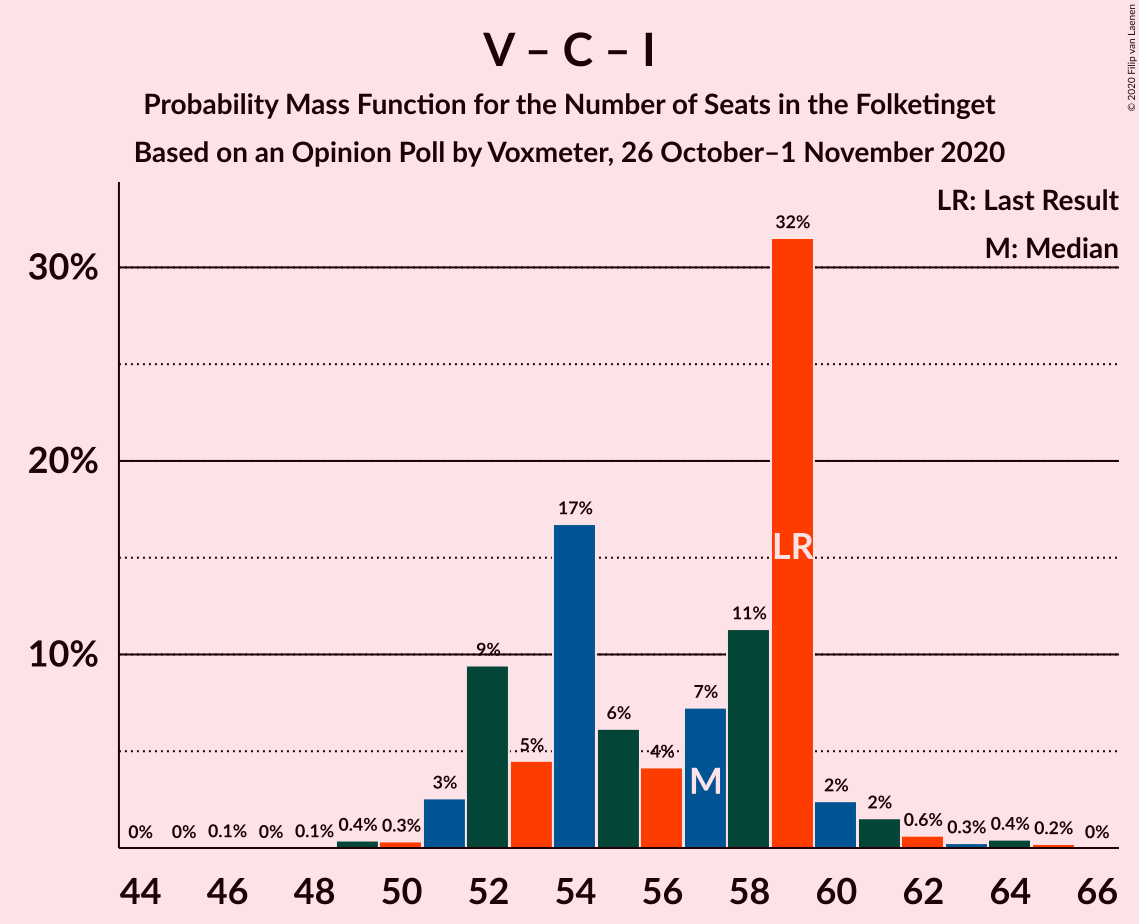 © 2020 Filip van Laenen
V – C – I
Probability Mass Function for the Number of Seats in the Folketinget
Based on an Opinion Poll by Voxmeter, 26 October–1 November 2020
LR: Last Result
M: Median
30%
20%
10%
0%
0%
0.1%
0%
0.1%
0.4%
0.3%
3%
9%
5%
17%
6%
4%
7%
11%
32%
2%
2%
0.6%
0.3%
0.4%
0.2%
0%
M
LR
44 46 48 50 52 54 56 58 60 62 64 66